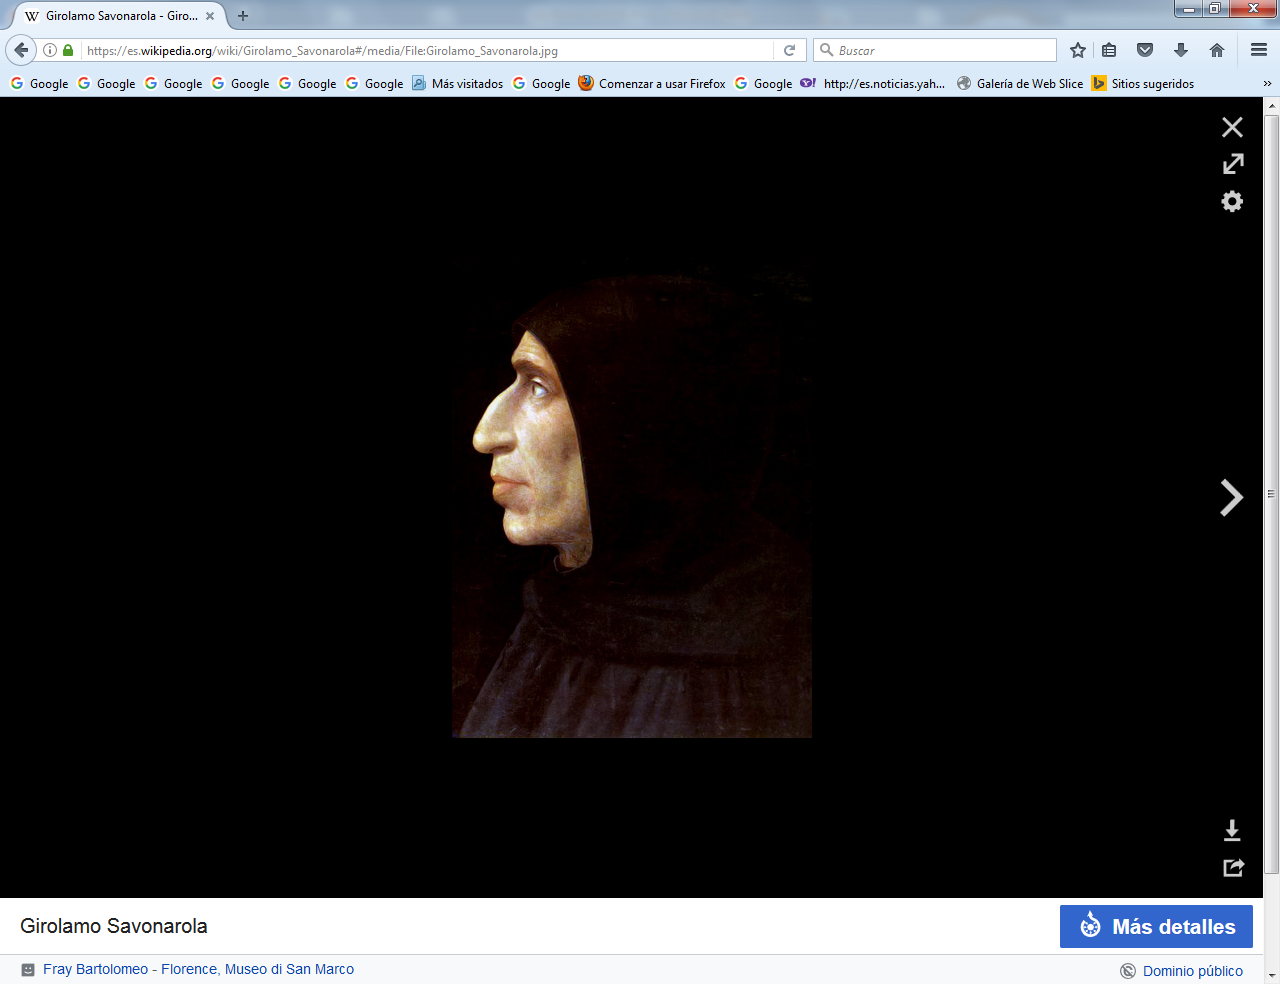 Girolamo Savonarola - Giro...
https://es.wikipedia.org/wiki/Girolamo_Savonarola#/media/File:Girolamo_Savonarola.jpg
Buscar
Google Google Google Google Google Google Más visitados Google Comenzar a usar Firefox Google http://es.noticias.yah... Galería de Web Slice Sitios sugeridos
Girolamo Savonarola
Más detalles
Fray Bartolomeo - Florence, Museo di San Marco
Dominio público